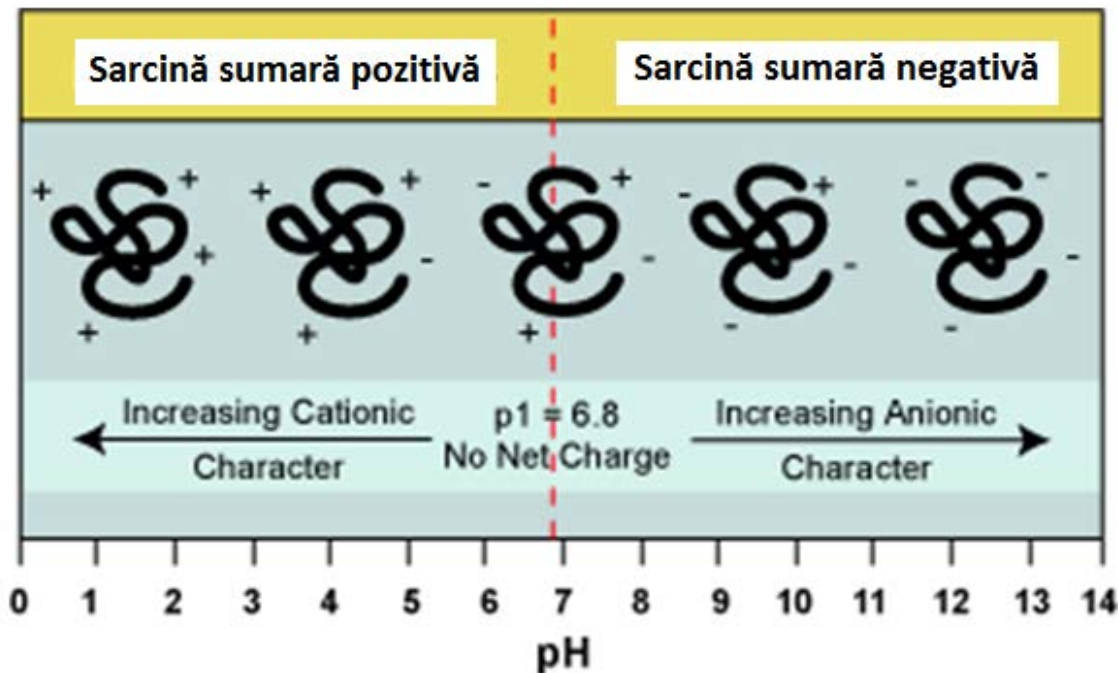 Sarcină sumară pozitivă
Sarcină sumară negativă
+ + + - + - + - -
+ - - -
+ + + - -
Increasing Cationic
Character
p1 = 6.8
No Net Charge
Increasing Anionic
Character
0 1 2 3 4 5 6 7 8 9 10 11 12 13 14
pH